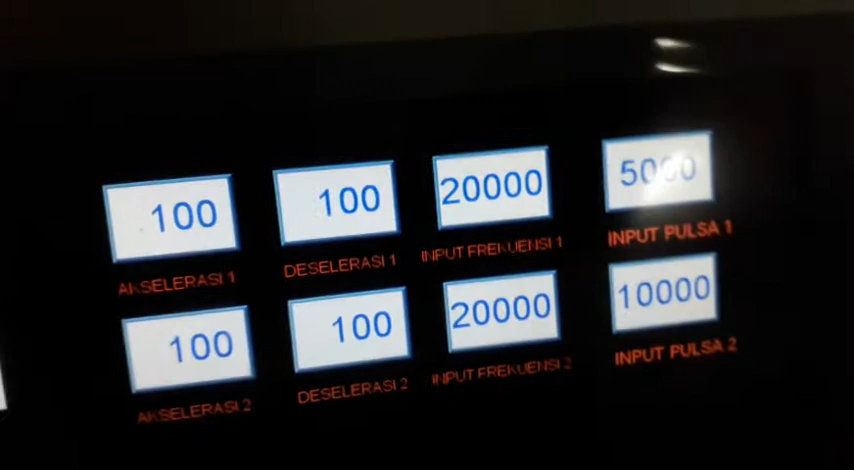 100 100 20000 5000
AKSELERASI 1 DESELERASI 1 INPUT FREKUENSI 1 INPUT PULSA 1
100 100 20000 10000
AKSELERASI 2 DESELERASI 2 INPUT FREKUENSI 2 INPUT PULSA 2